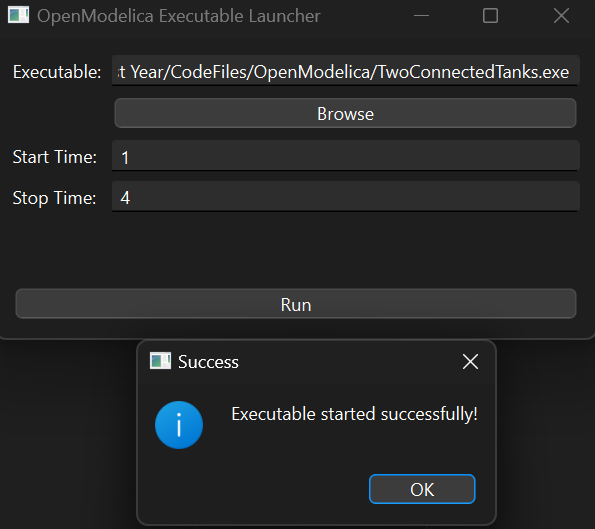 OpenModelica Executable Launcher
Executable: t Year/CodeFiles/OpenModelica/TwoConnectedTanks.exe
Browse
Start Time: 1
Stop Time: 4
Run
Success
Executable started successfully!
OK